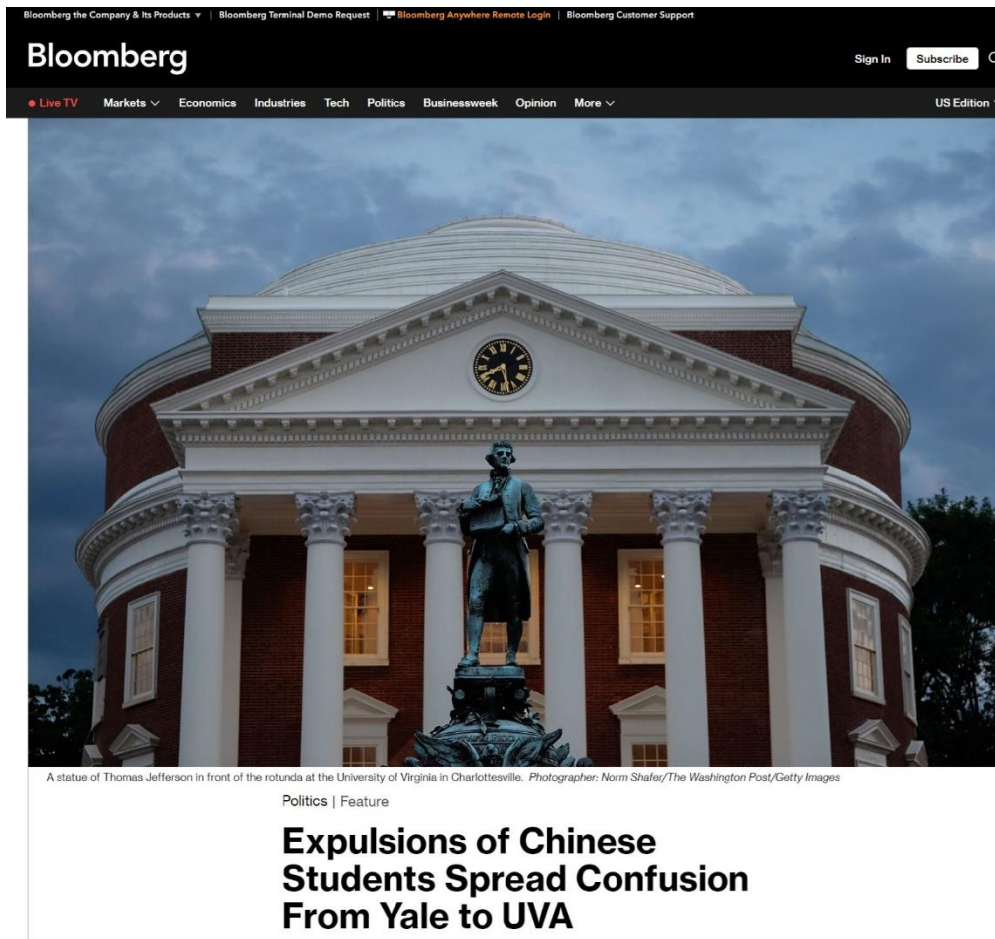 Bloomberg the Company & Its Products ▾ | Bloomberg Terminal Demo Request | Bloomberg Anywhere Remote Login | Bloomberg Customer Support
Bloomberg
Sign In Subscribe
Live TV Markets Economics Industries Tech Politics Businessweek Opinion More US Edition
A statue of Thomas Jefferson in front of the rotunda at the University of Virginia in Charlottesville. Photographer: Norm Shafer/The Washington Post/Getty Images
Politics | Feature
Expulsions of Chinese
Students Spread Confusion
From Yale to UVA